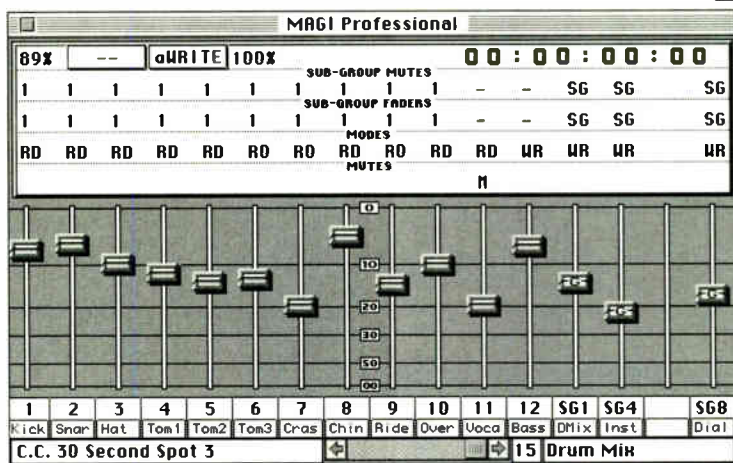 MAGI Professional
89% -- aWRITE 100% 00:00:00:00
SUB-GROUP MUTES
1 1 1 1 1 1 1 1 1 1 - - SG SG SG
SUB-GROUP FADERS
1 1 1 1 1 1 1 1 1 1 - - SG SG SG
MODES
RD RD RD RD RD RD RD RD RD RD RD WR WR WR WR
MUTES
M
0
10
20
30
50
00
1 2 3 4 5 6 7 8 9 10 11 12 SG1 SG4 SG8
Kick Snar Hat Tom1 Tom2 Tom3 Cras Chin Ride Over Voca Bass DMix Inst Dial
C.C. 30 Second Spot 3 15 Drum Mix